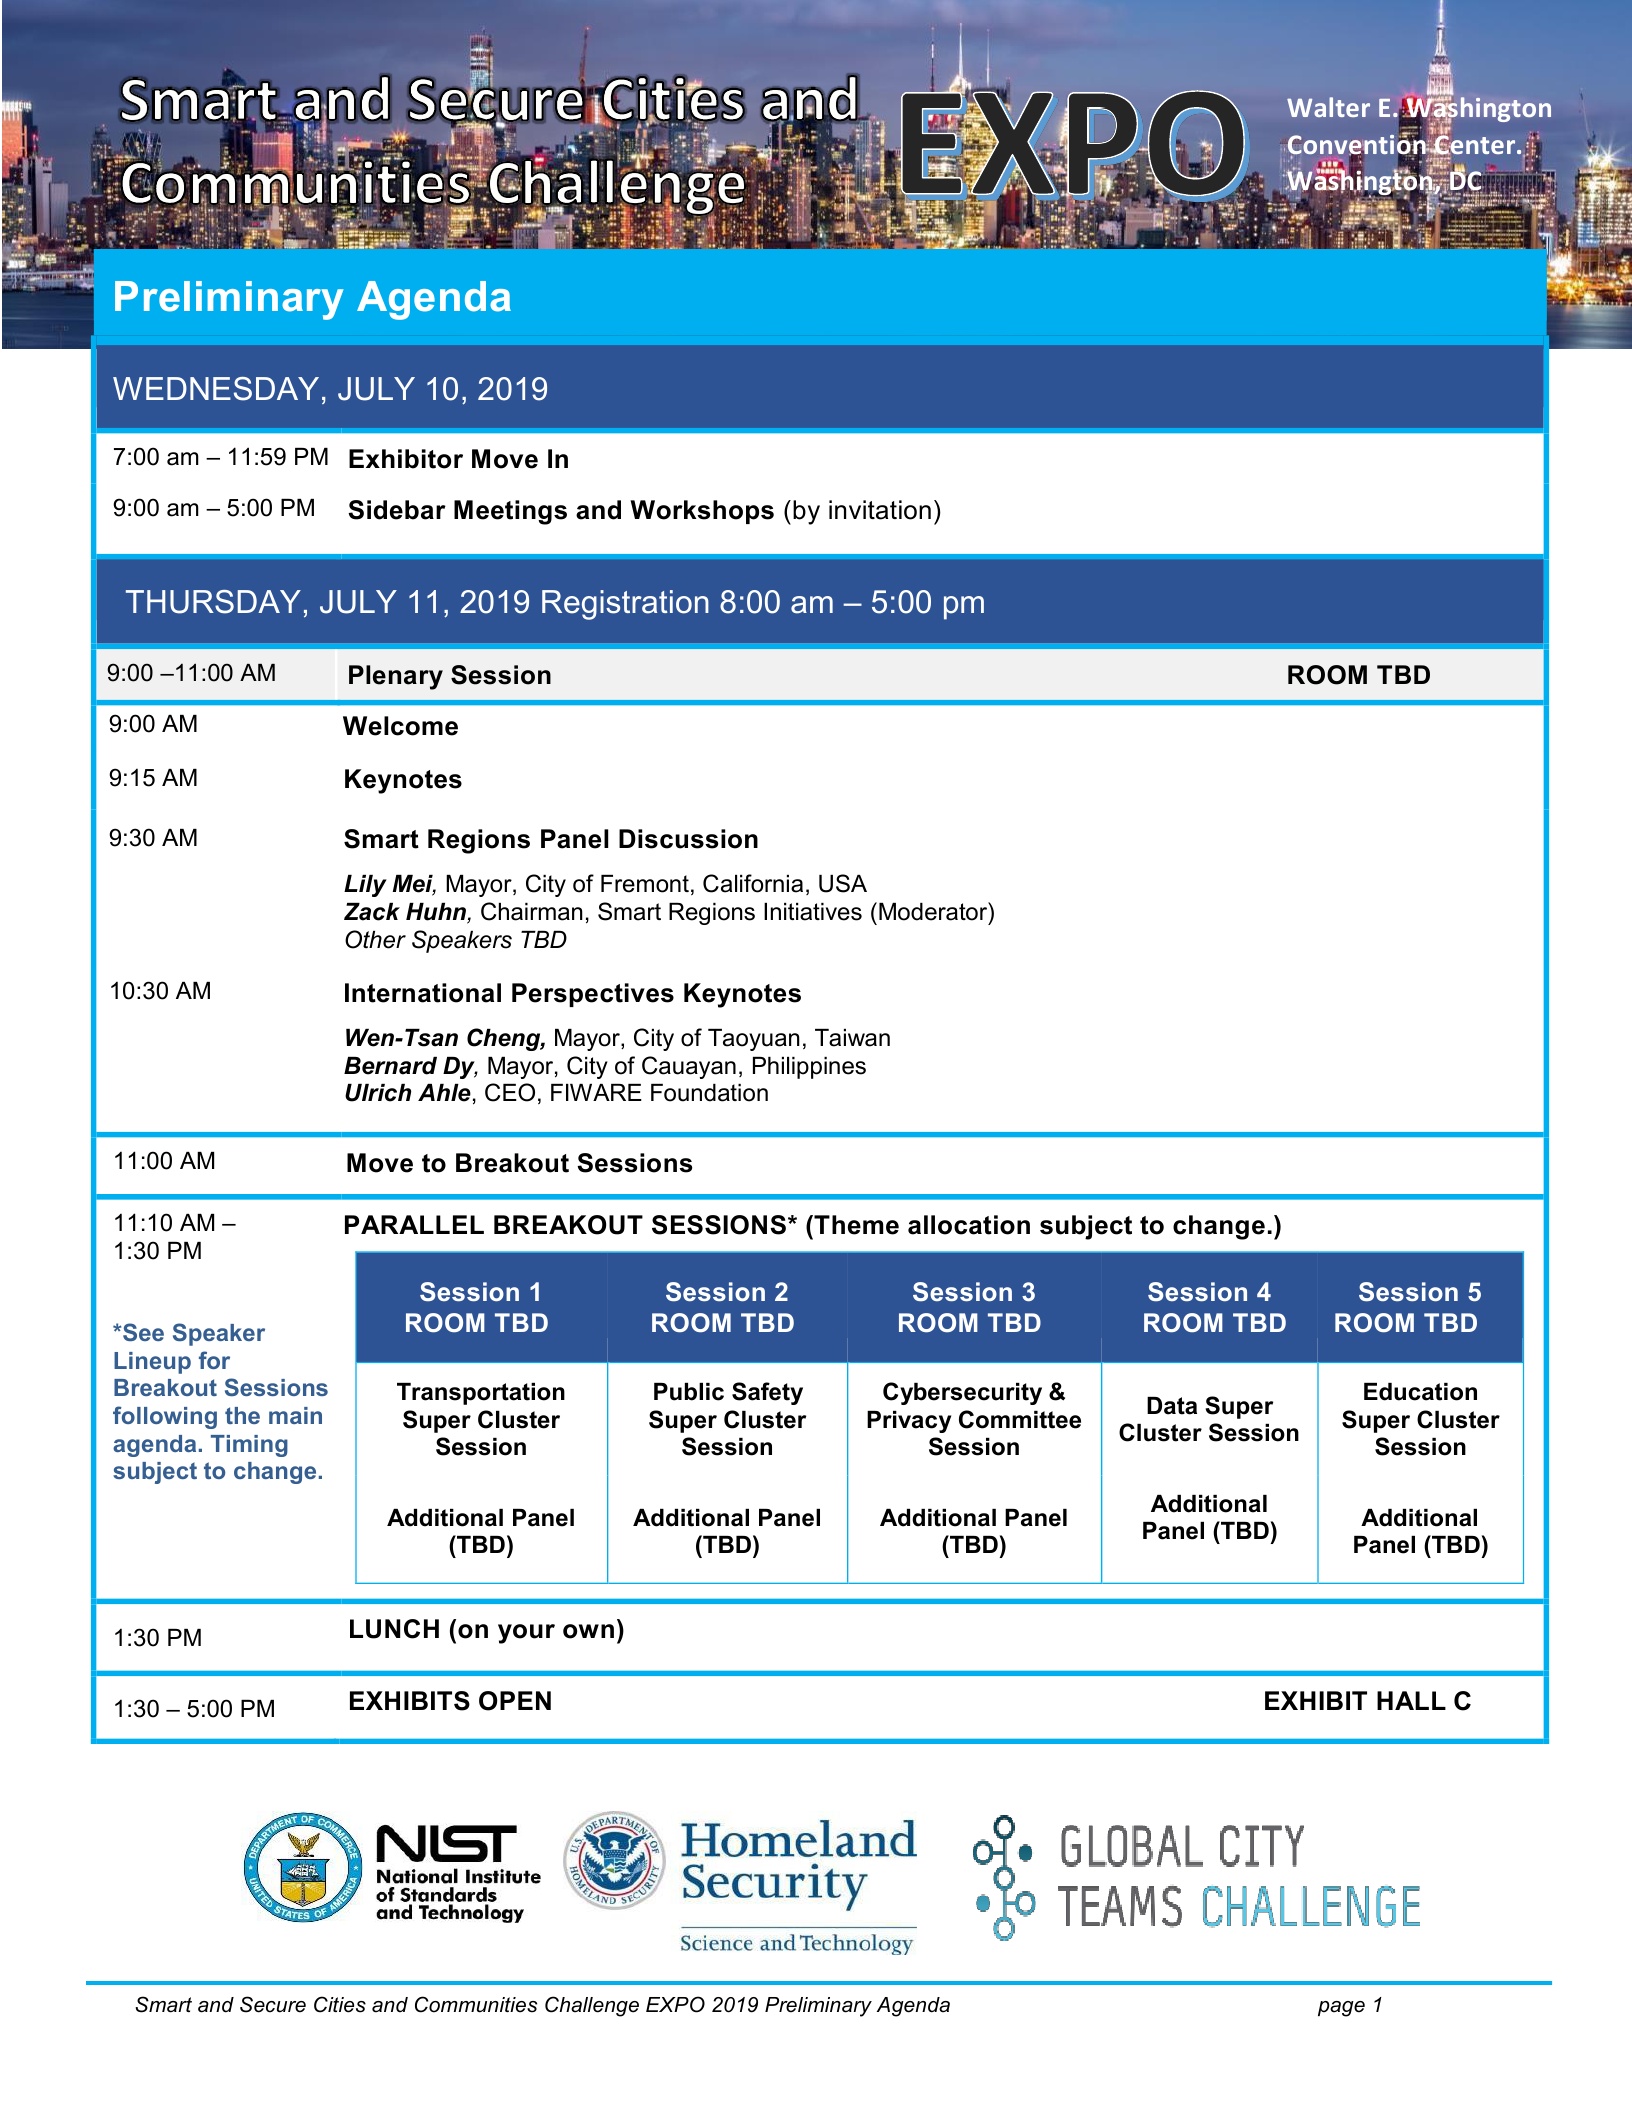 Smart and Secure Cities and
Communities Challenge
EXPO
Walter E. Washington
Convention Center.
Washington, DC
Preliminary Agenda
WEDNESDAY, JULY 10, 2019
7:00 am – 11:59 PM Exhibitor Move In
9:00 am – 5:00 PM Sidebar Meetings and Workshops (by invitation)
THURSDAY, JULY 11, 2019 Registration 8:00 am – 5:00 pm
9:00 –11:00 AM Plenary Session ROOM TBD
9:00 AM Welcome
9:15 AM Keynotes
9:30 AM Smart Regions Panel Discussion
Lily Mei, Mayor, City of Fremont, California, USA
Zack Huhn, Chairman, Smart Regions Initiatives (Moderator)
Other Speakers TBD
10:30 AM International Perspectives Keynotes
Wen-Tsan Cheng, Mayor, City of Taoyuan, Taiwan
Bernard Dy, Mayor, City of Cauayan, Philippines
Ulrich Ahle, CEO, FIWARE Foundation
11:00 AM Move to Breakout Sessions
11:10 AM –
1:30 PM
*See Speaker
Lineup for
Breakout Sessions
following the main
agenda. Timing
subject to change.
PARALLEL BREAKOUT SESSIONS* (Theme allocation subject to change.)
Session 1
ROOM TBD
Session 2
ROOM TBD
Session 3
ROOM TBD
Session 4
ROOM TBD
Session 5
ROOM TBD
Transportation
Super Cluster
Session
Public Safety
Super Cluster
Session
Cybersecurity &
Privacy Committee
Session
Data Super
Cluster Session
Education
Super Cluster
Session
Additional Panel
(TBD)
Additional Panel
(TBD)
Additional Panel
(TBD)
Additional
Panel (TBD)
Additional
Panel (TBD)
1:30 PM LUNCH (on your own)
1:30 – 5:00 PM EXHIBITS OPEN EXHIBIT HALL C
DEPARTMENT OF COMMERCE
UNITED STATES OF AMERICA
NIST
National Institute
of Standards
and Technology
U.S. DEPARTMENT OF
HOMELAND SECURITY
Homeland
Security
Science and Technology
GLOBAL CITY
TEAMS CHALLENGE
Smart and Secure Cities and Communities Challenge EXPO 2019 Preliminary Agenda page 1